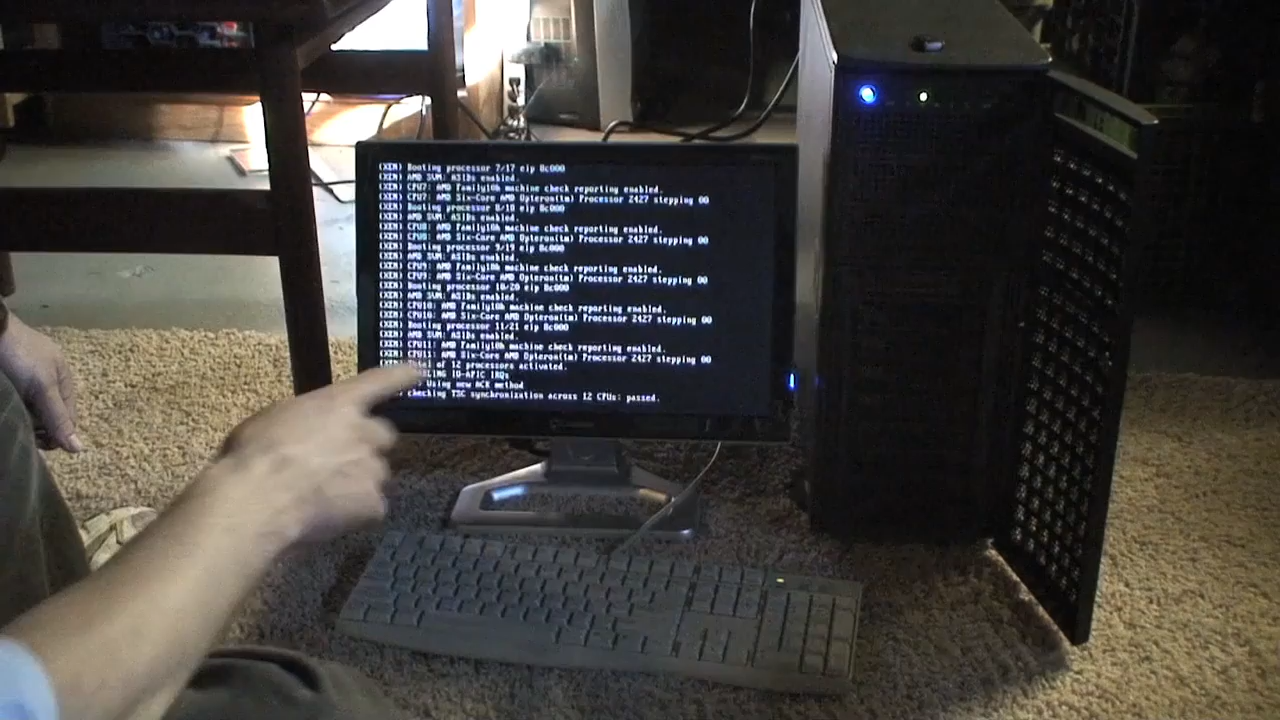 (XEN) Booting processor 7/17 eip 8c000
(XEN) AMD SVM: ASIDs enabled.
(XEN) CPU7: AMD Family10h machine check reporting enabled.
(XEN) CPU7: AMD Six-Core AMD Opteron(tm) Processor 2427 stepping 00
(XEN) Booting processor 8/18 eip 8c000
(XEN) AMD SVM: ASIDs enabled.
(XEN) CPU8: AMD Family10h machine check reporting enabled.
(XEN) CPU8: AMD Six-Core AMD Opteron(tm) Processor 2427 stepping 00
(XEN) Booting processor 9/19 eip 8c000
(XEN) AMD SVM: ASIDs enabled.
(XEN) CPU9: AMD Family10h machine check reporting enabled.
(XEN) CPU9: AMD Six-Core AMD Opteron(tm) Processor 2427 stepping 00
(XEN) Booting processor 10/20 eip 8c000
(XEN) AMD SVM: ASIDs enabled.
(XEN) CPU10: AMD Family10h machine check reporting enabled.
(XEN) CPU10: AMD Six-Core AMD Opteron(tm) Processor 2427 stepping 00
(XEN) Booting processor 11/21 eip 8c000
(XEN) AMD SVM: ASIDs enabled.
(XEN) CPU11: AMD Family10h machine check reporting enabled.
(XEN) CPU11: AMD Six-Core AMD Opteron(tm) Processor 2427 stepping 00
(XEN) Total of 12 processors activated.
IO-APIC IRQs
Using new ACK method
checking TSC synchronization across 12 CPUs: passed.